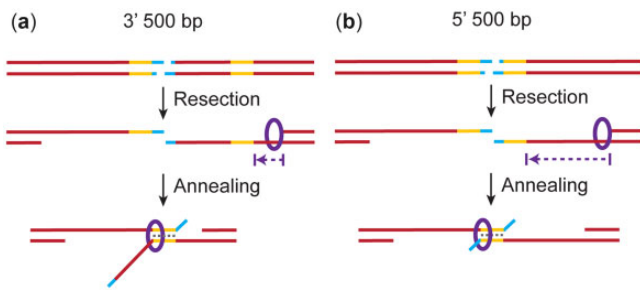 (a) 3' 500 bp
Resection
Annealing
(b) 5' 500 bp
Resection
Annealing